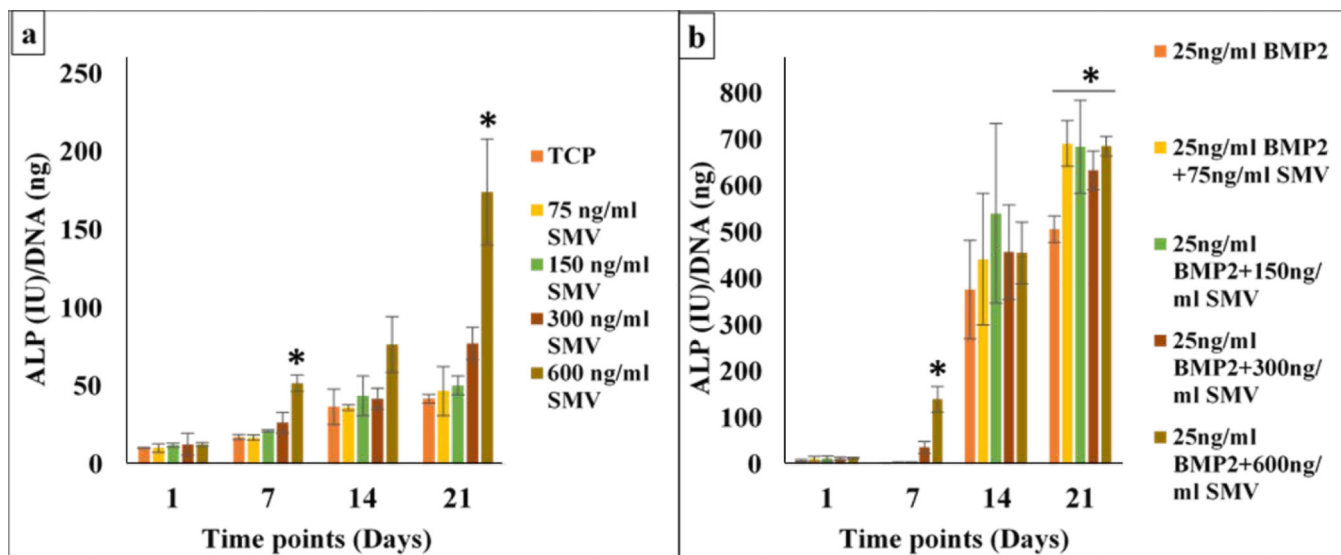 a
250
200
150
100
50
0
ALP (IU)/DNA (ng)
*
*
1 7 14 21
Time points (Days)
TCP
75 ng/ml
SMV
150 ng/ml
SMV
300 ng/ml
SMV
600 ng/ml
SMV
b
800
700
600
500
400
300
200
100
0
ALP (IU)/DNA (ng)
*
*
1 7 14 21
Time points (Days)
25ng/ml BMP2
25ng/ml BMP2
+75ng/ml SMV
25ng/ml
BMP2+150ng/
ml SMV
25ng/ml
BMP2+300ng/
ml SMV
25ng/ml
BMP2+600ng/
ml SMV